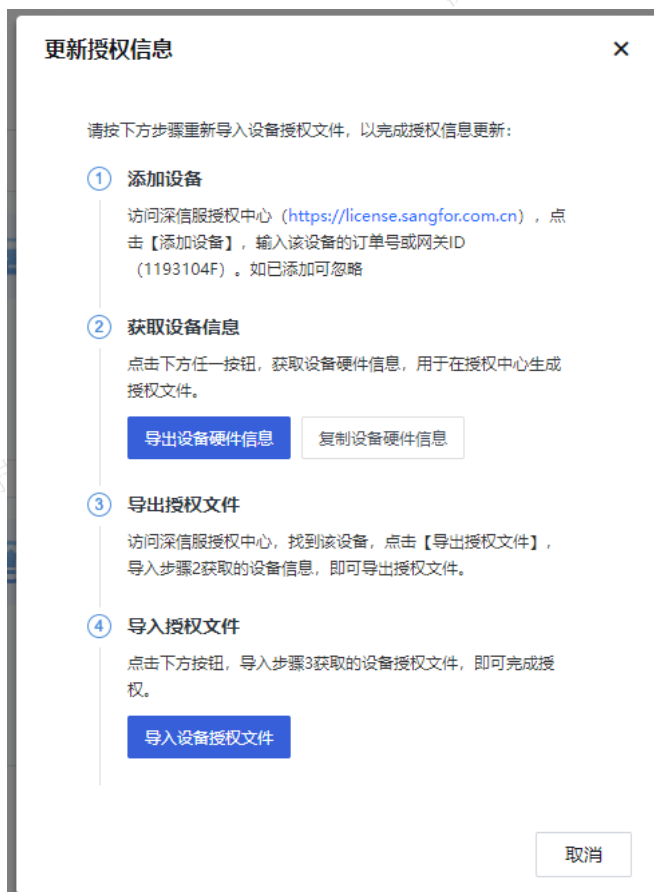 更新授权信息
请按下方步骤重新导入设备授权文件，以完成授权信息更新：
1 添加设备
访问深信服授权中心（https://license.sangfor.com.cn），点
击【添加设备】，输入该设备的订单号或网关ID
（1193104F）。如已添加可忽略
2 获取设备信息
点击下方任一按钮，获取设备硬件信息，用于在授权中心生成
授权文件。
导出设备硬件信息 复制设备硬件信息
3 导出授权文件
访问深信服授权中心，找到该设备，点击【导出授权文件】，
导入步骤2获取的设备信息，即可导出授权文件。
4 导入授权文件
点击下方按钮，导入步骤3获取的设备授权文件，即可完成授
权。
导入设备授权文件
取消